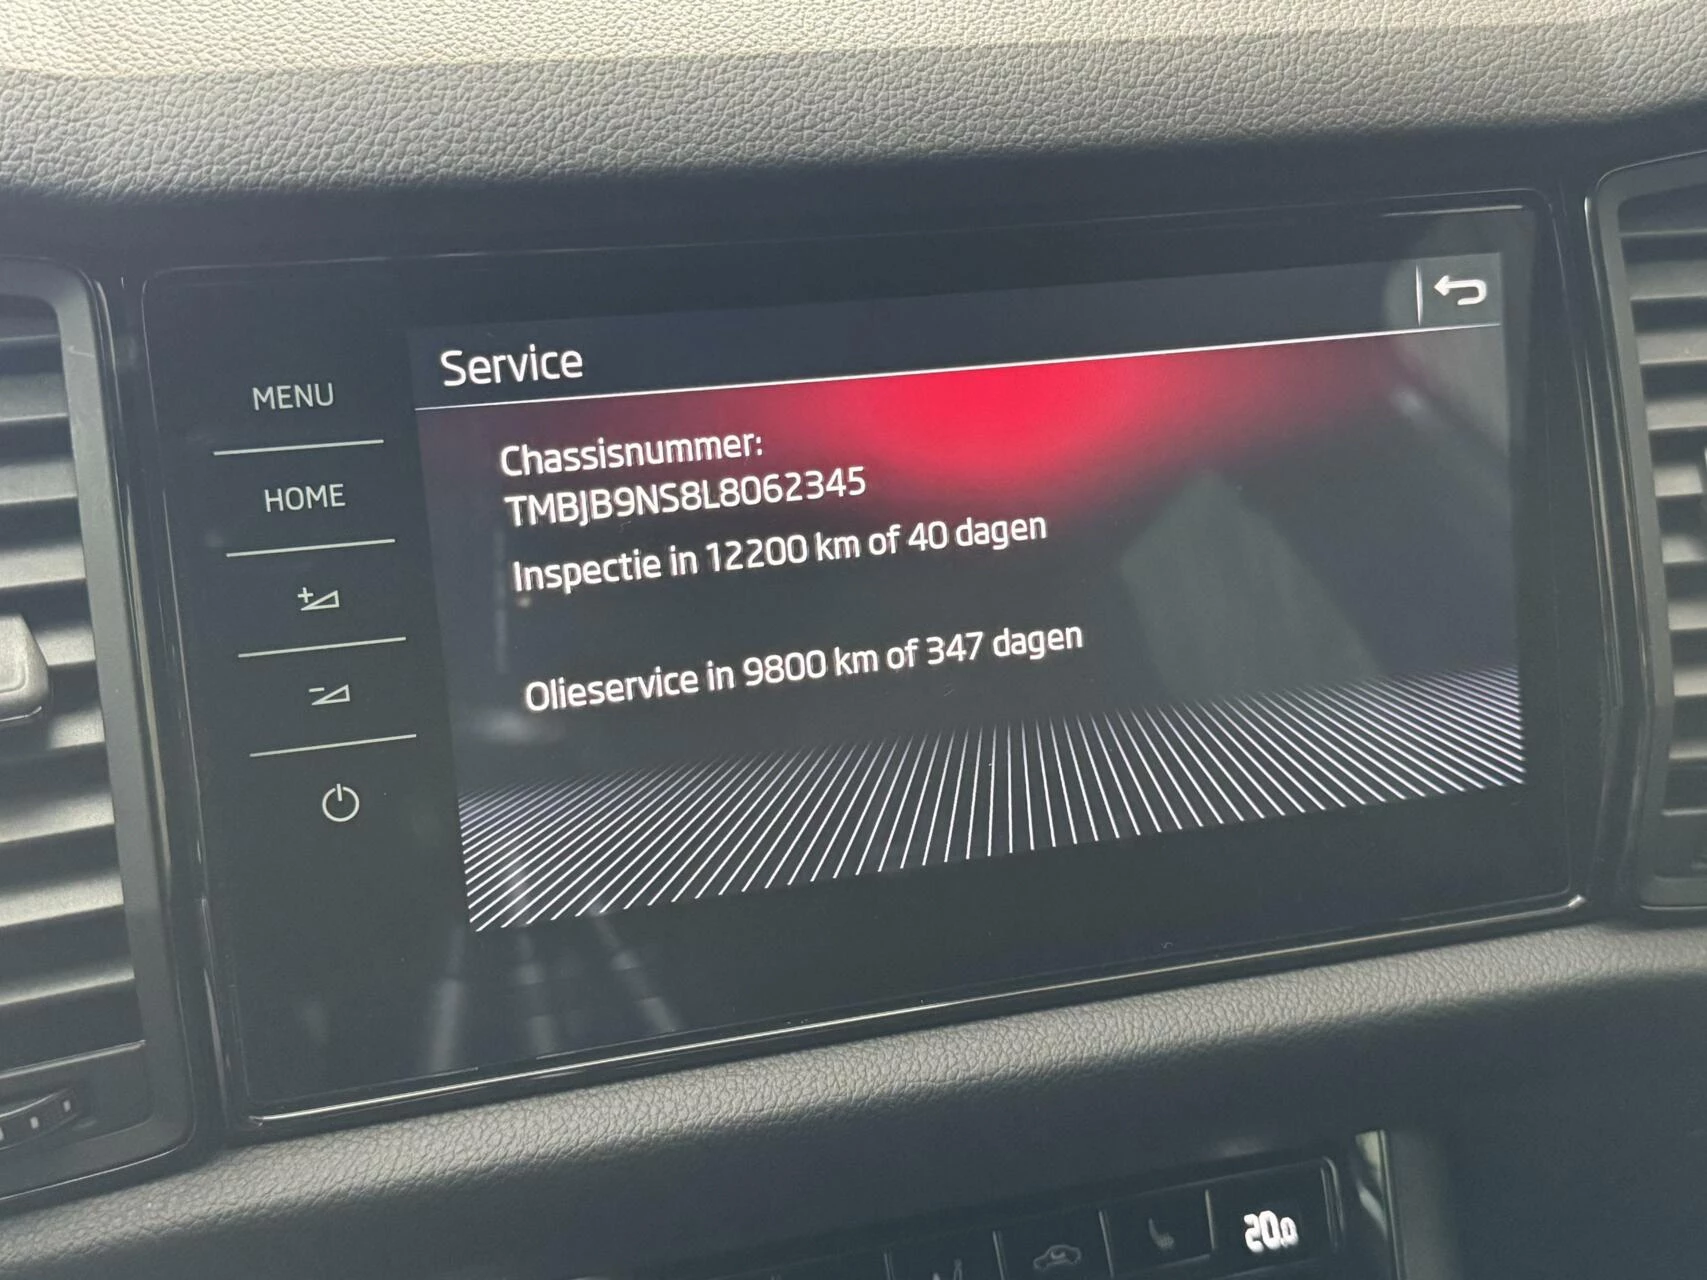 Service
MENU
HOME
Chassisnummer:
TMBJB9NS8L8062345
Inspectie in 12200 km of 40 dagen
Olieservice in 9800 km of 347 dagen
20.0